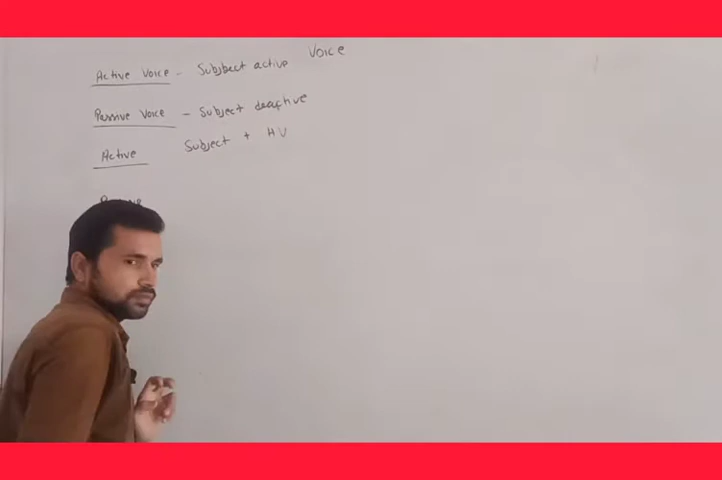 Voice
Active Voice - Subject active
Passive Voice - Subject deactive
Active Subject + HV